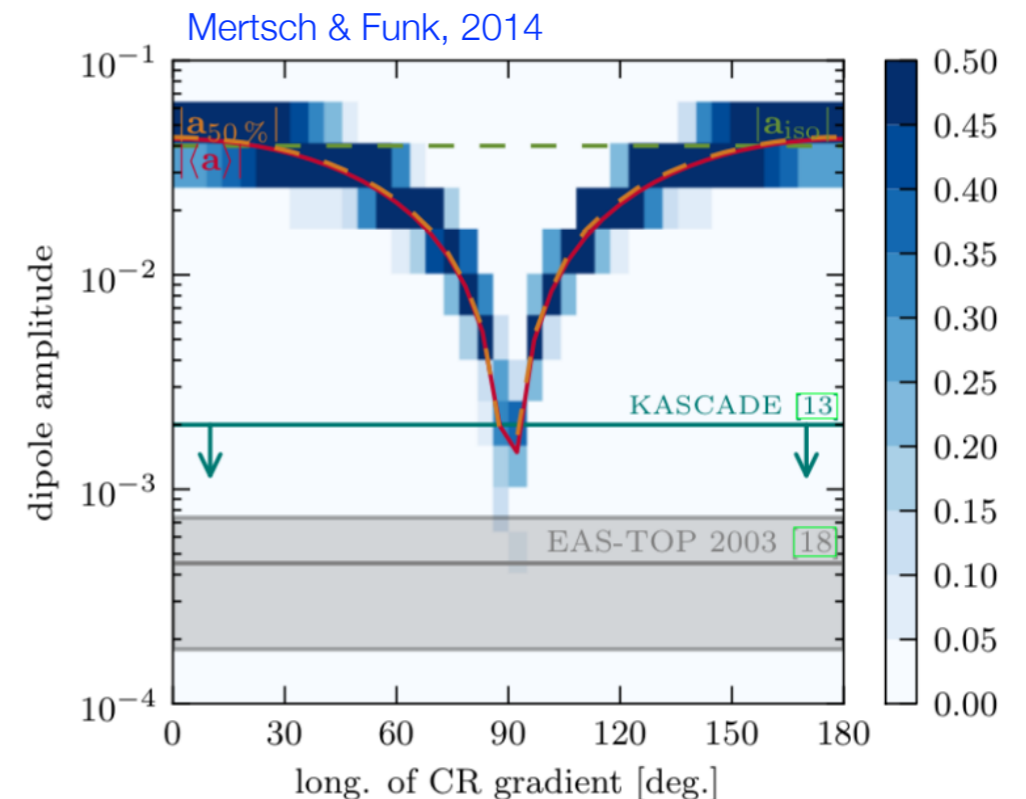 Mertsch & Funk, 2014
10⁻¹
10⁻²
10⁻³
10⁻⁴
dipole amplitude
|a₅₀ %|
|⟨a⟩|
|aᵢₛₒ|
KASCADE [13]
EAS-TOP 2003 [18]
0 30 60 90 120 150 180
long. of CR gradient [deg.]
0.50
0.45
0.40
0.35
0.30
0.25
0.20
0.15
0.10
0.05
0.00